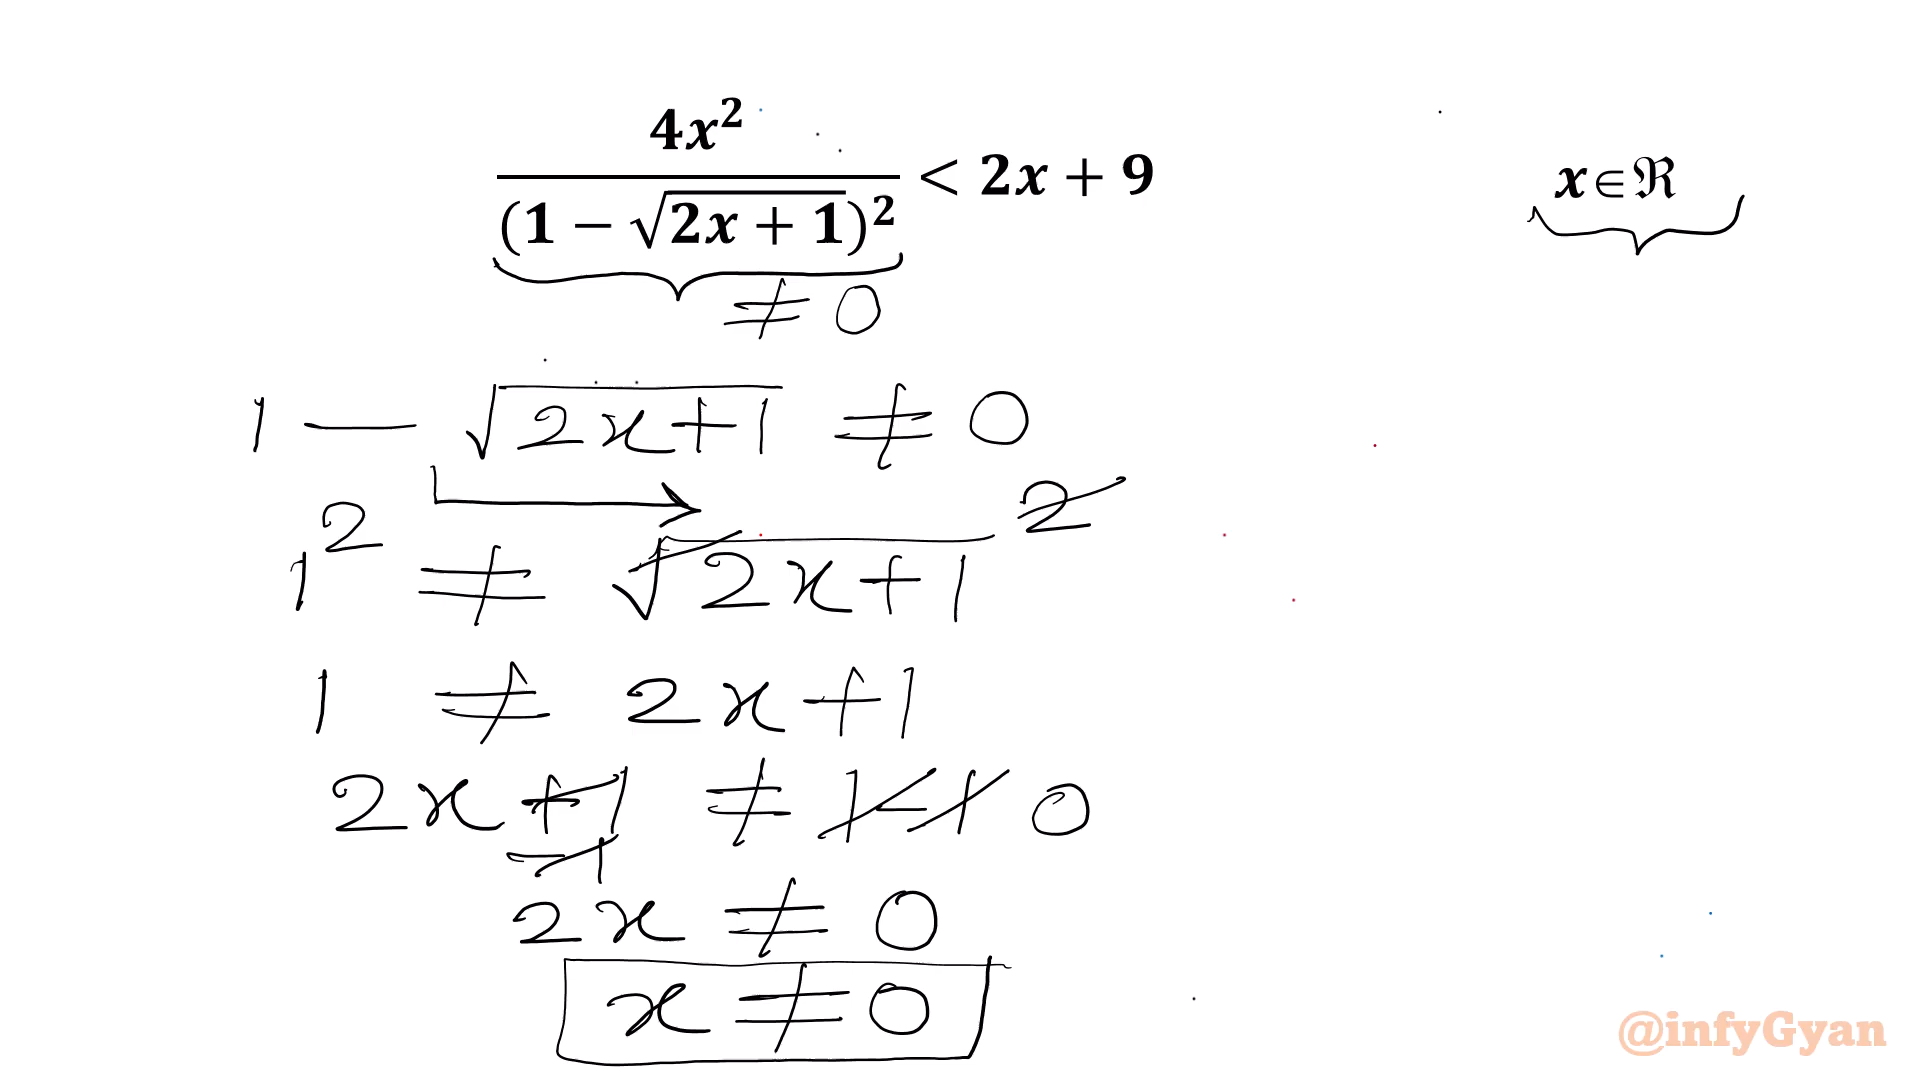 4x²/(1 − √(2x + 1))² < 2x + 9
x ∈ ℜ
≠ 0
1 − √(2x+1) ≠ 0
1² ≠ √(2x+1)²
1 ≠ 2x+1
2x+1 ≠ 1−1 0
−1
2x ≠ 0
x ≠ 0
@infyGyan